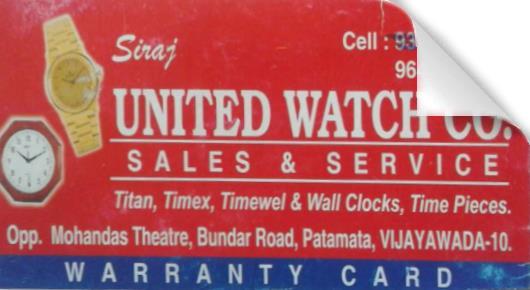 Siraj
Cell : 93
96
UNITED WATCH CO.
SALES & SERVICE
Titan, Timex, Timewel & Wall Clocks, Time Pieces.
Opp. Mohandas Theatre, Bundar Road, Patamata, VIJAYAWADA-10.
WARRANTY CARD